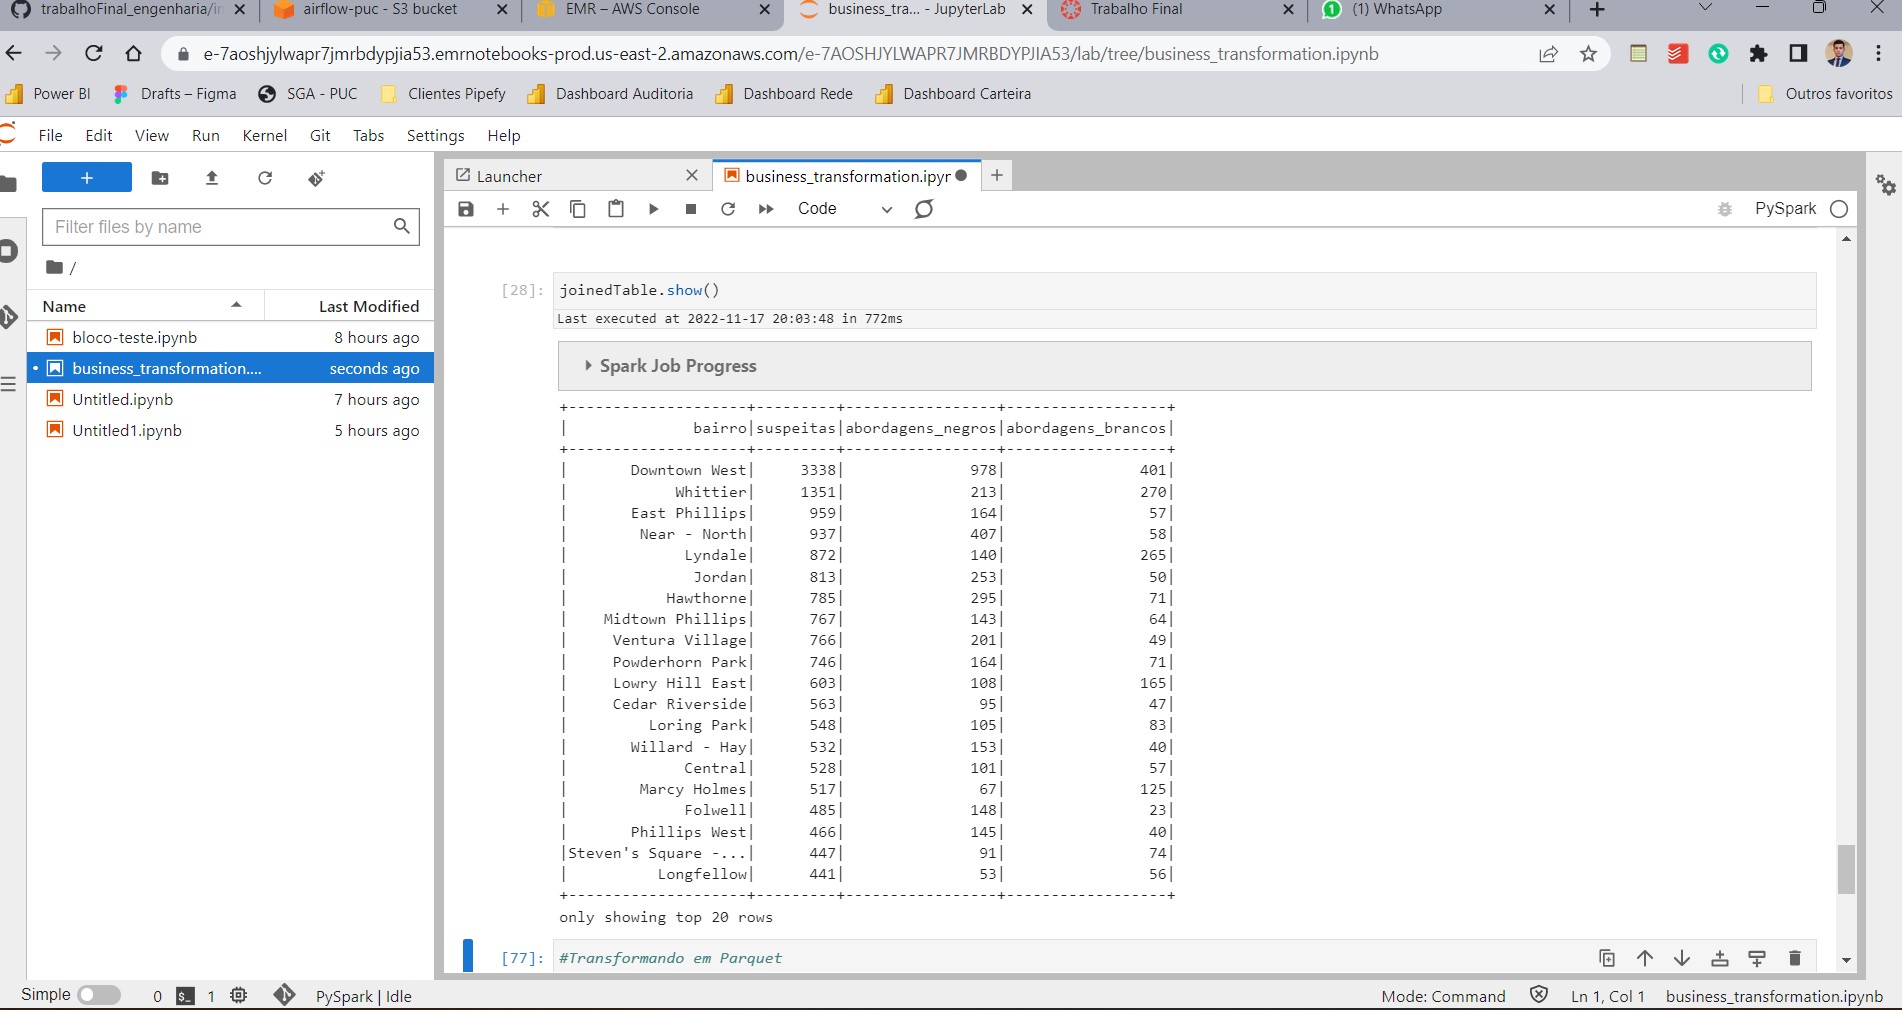 trabalhoFinal_engenharia/in
airflow-puc - S3 bucket
EMR – AWS Console
business_tra... - JupyterLab
Trabalho Final
(1) WhatsApp
e-7aoshjylwapr7jmrbdypjia53.emrnotebooks-prod.us-east-2.amazonaws.com/e-7AOSHJYLWAPR7JMRBDYPJIA53/lab/tree/business_transformation.ipynb
Power BI
Drafts – Figma
SGA - PUC
Clientes Pipefy
Dashboard Auditoria
Dashboard Rede
Dashboard Carteira
Outros favoritos
File Edit View Run Kernel Git Tabs Settings Help
Filter files by name
/
Name Last Modified
bloco-teste.ipynb 8 hours ago
business_transformation.... seconds ago
Untitled.ipynb 7 hours ago
Untitled1.ipynb 5 hours ago
Launcher
business_transformation.ipyr
Code
PySpark
[28]: joinedTable.show()
Last executed at 2022-11-17 20:03:48 in 772ms
Spark Job Progress
+--------------------+---------+-----------------+------------------+
|              bairro|suspeitas|abordagens_negros|abordagens_brancos|
+--------------------+---------+-----------------+------------------+
|       Downtown West|     3338|              978|               401|
|            Whittier|     1351|              213|               270|
|       East Phillips|      959|              164|                57|
|        Near - North|      937|              407|                58|
|             Lyndale|      872|              140|               265|
|              Jordan|      813|              253|                50|
|           Hawthorne|      785|              295|                71|
|    Midtown Phillips|      767|              143|                64|
|     Ventura Village|      766|              201|                49|
|     Powderhorn Park|      746|              164|                71|
|     Lowry Hill East|      603|              108|               165|
|     Cedar Riverside|      563|               95|                47|
|         Loring Park|      548|              105|                83|
|       Willard - Hay|      532|              153|                40|
|             Central|      528|              101|                57|
|        Marcy Holmes|      517|               67|               125|
|             Folwell|      485|              148|                23|
|       Phillips West|      466|              145|                40|
|Steven's Square -...|      447|               91|                74|
|          Longfellow|      441|               53|                56|
+--------------------+---------+-----------------+------------------+
only showing top 20 rows
[77]: #Transformando em Parquet
Simple 0 $_ 1 PySpark | Idle
Mode: Command Ln 1, Col 1 business_transformation.ipynb